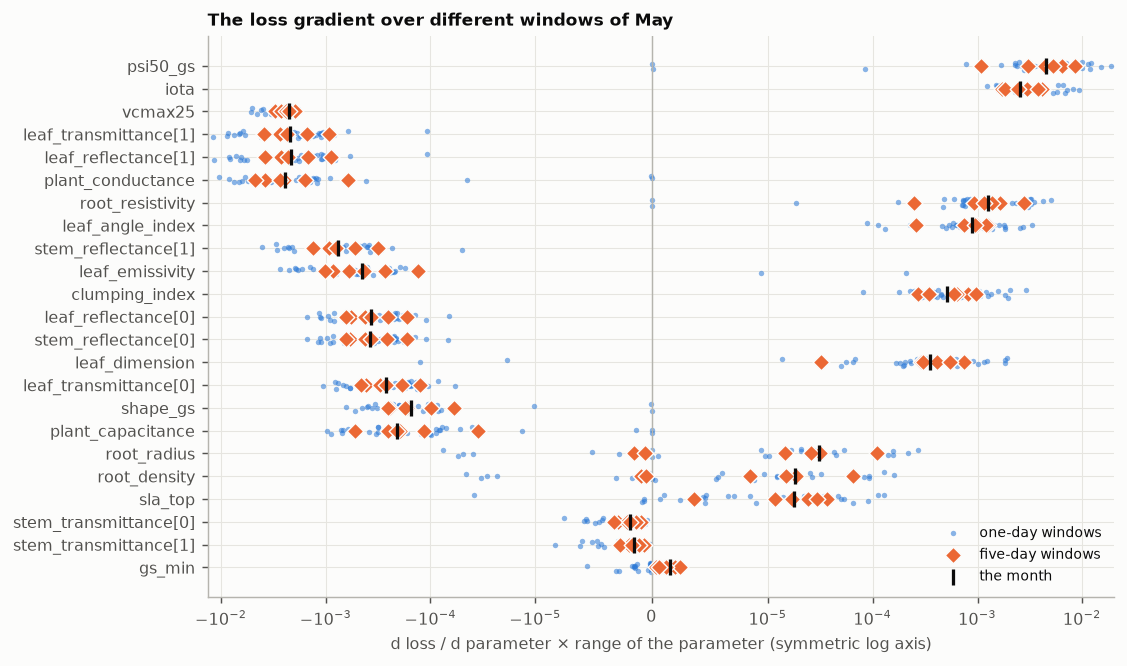 The loss gradient over different windows of May
psi50_gs
iota
vcmax25
leaf_transmittance[1]
leaf_reflectance[1]
plant_conductance
root_resistivity
leaf_angle_index
stem_reflectance[1]
leaf_emissivity
clumping_index
leaf_reflectance[0]
stem_reflectance[0]
leaf_dimension
leaf_transmittance[0]
shape_gs
plant_capacitance
root_radius
root_density
sla_top
stem_transmittance[0]
stem_transmittance[1]
gs_min
one-day windows
five-day windows
the month
−10⁻² −10⁻³ −10⁻⁴ −10⁻⁵ 0 10⁻⁵ 10⁻⁴ 10⁻³ 10⁻²
d loss / d parameter × range of the parameter (symmetric log axis)